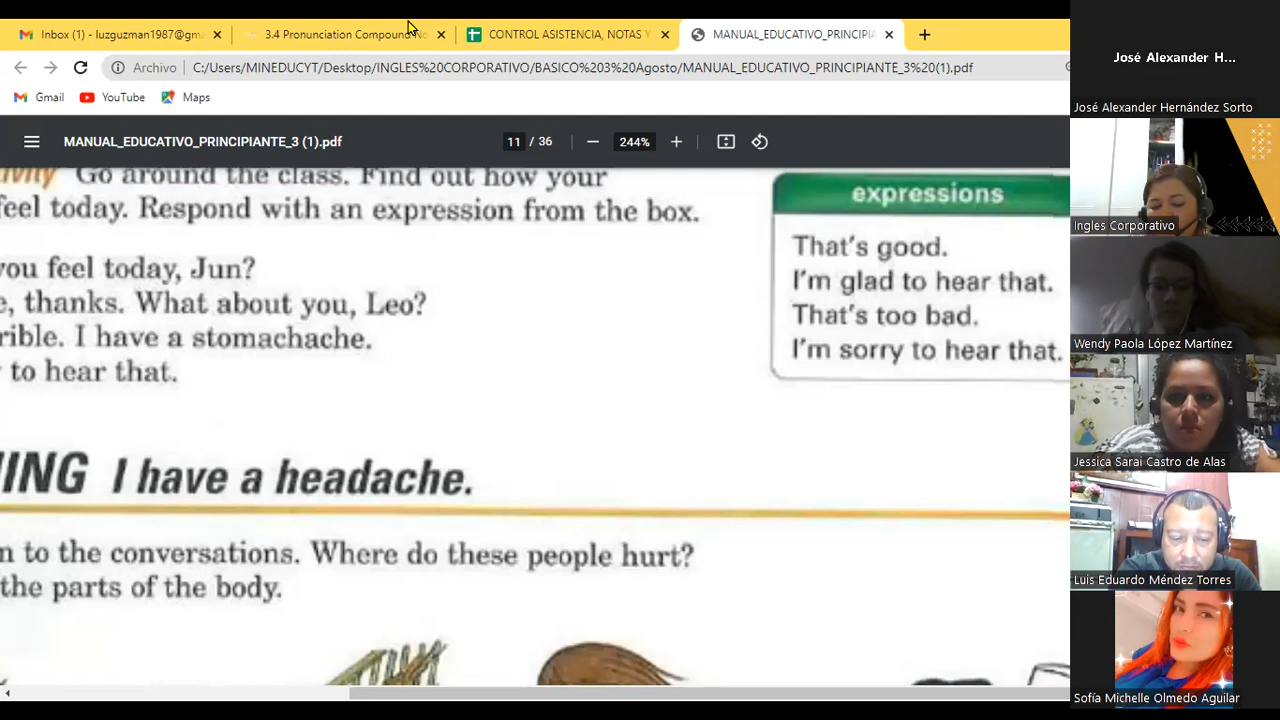 Inbox (1) - luzguzman1987@gm
3.4 Pronunciation Compound No
CONTROL ASISTENCIA, NOTAS Y
MANUAL_EDUCATIVO_PRINCIPIA
Archivo
C:/Users/MINEDUCYT/Desktop/INGLES%20CORPORATIVO/BASICO%203%20Agosto/MANUAL_EDUCATIVO_PRINCIPIANTE_3%20(1).pdf
Gmail
YouTube
Maps
MANUAL_EDUCATIVO_PRINCIPIANTE_3 (1).pdf
11 / 36
244%
ivity Go around the class. Find out how your
feel today. Respond with an expression from the box.
you feel today, Jun?
e, thanks. What about you, Leo?
rible. I have a stomachache.
y to hear that.
expressions
That's good.
I'm glad to hear that.
That's too bad.
I'm sorry to hear that.
NING I have a headache.
n to the conversations. Where do these people hurt?
the parts of the body.
José Alexander H...
José Alexander Hernández Sorto
Ingles Corporativo
Wendy Paola López Martínez
Jessica Sarai Castro de Alas
Luis Eduardo Méndez Torres
Sofía Michelle Olmedo Aguilar